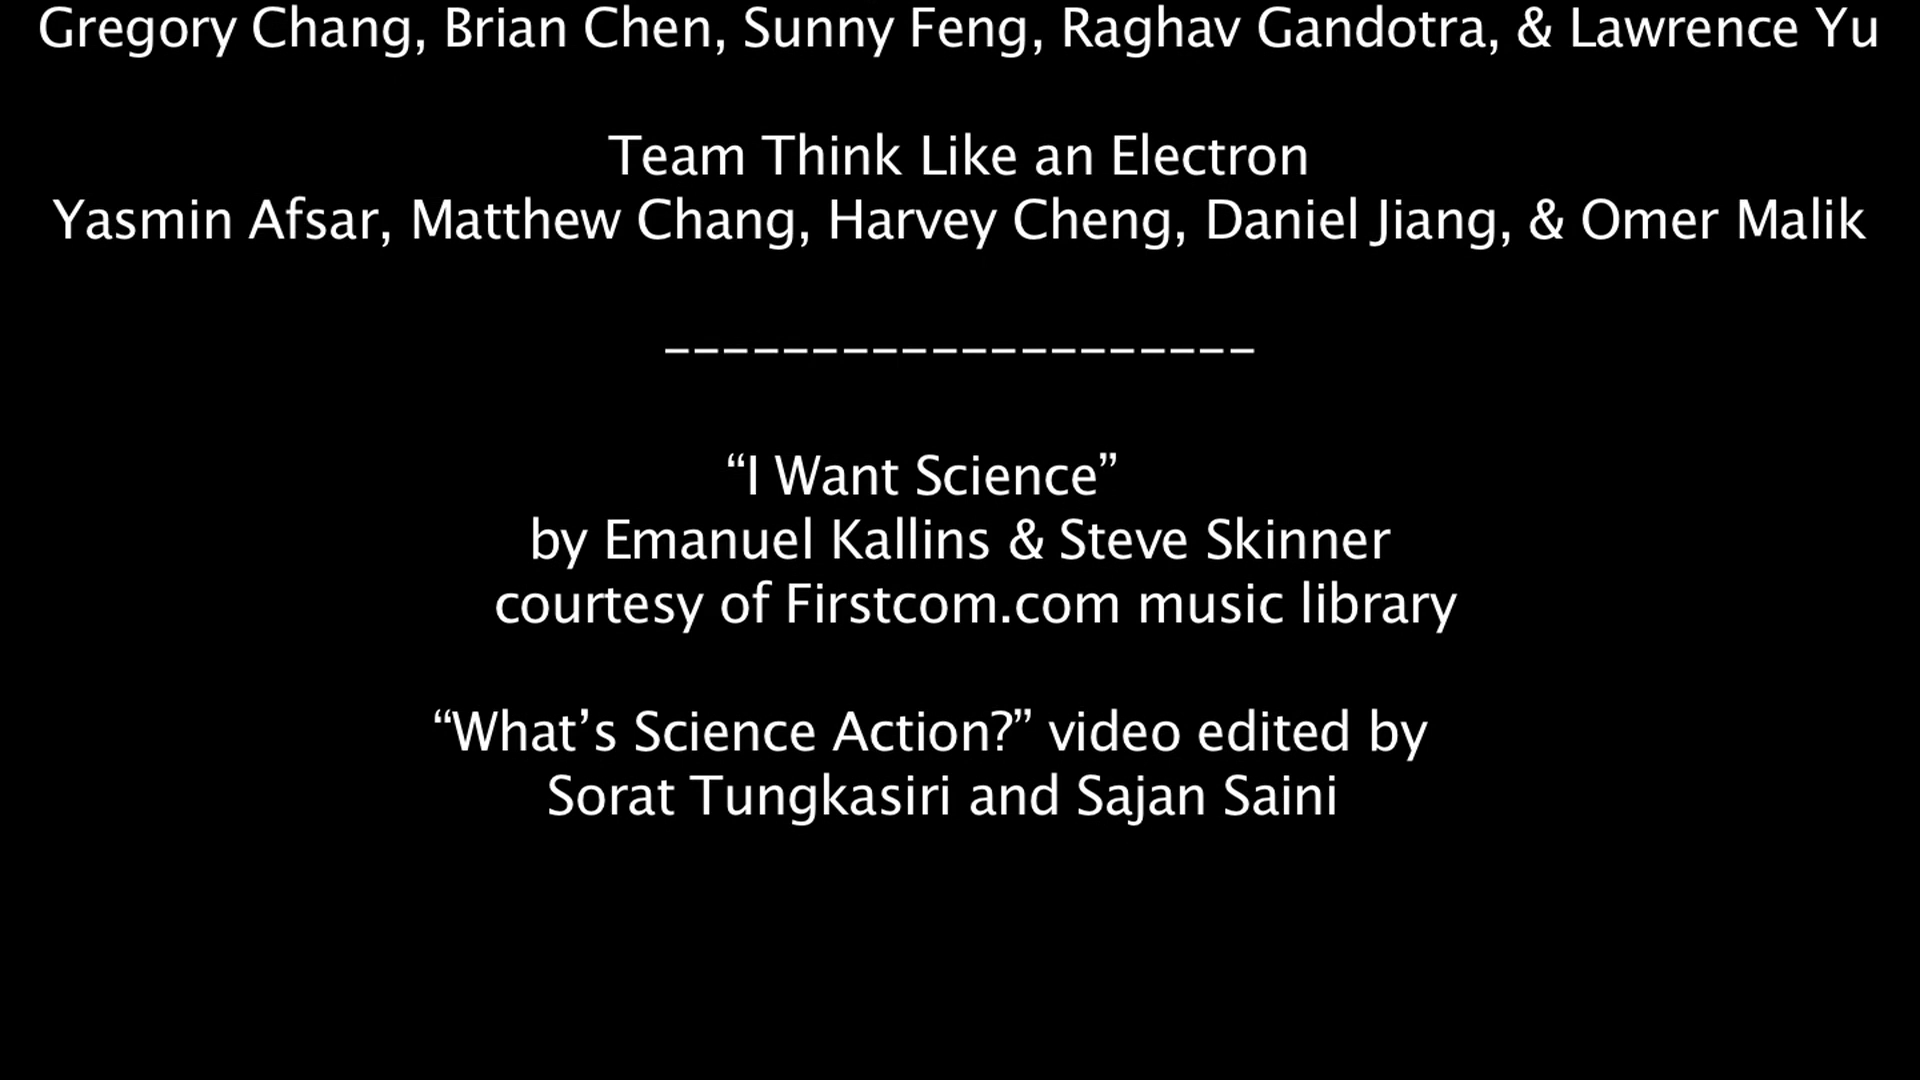 Gregory Chang, Brian Chen, Sunny Feng, Raghav Gandotra, & Lawrence Yu
Team Think Like an Electron
Yasmin Afsar, Matthew Chang, Harvey Cheng, Daniel Jiang, & Omer Malik
--------------------
“I Want Science”
by Emanuel Kallins & Steve Skinner
courtesy of Firstcom.com music library
“What’s Science Action?” video edited by
Sorat Tungkasiri and Sajan Saini